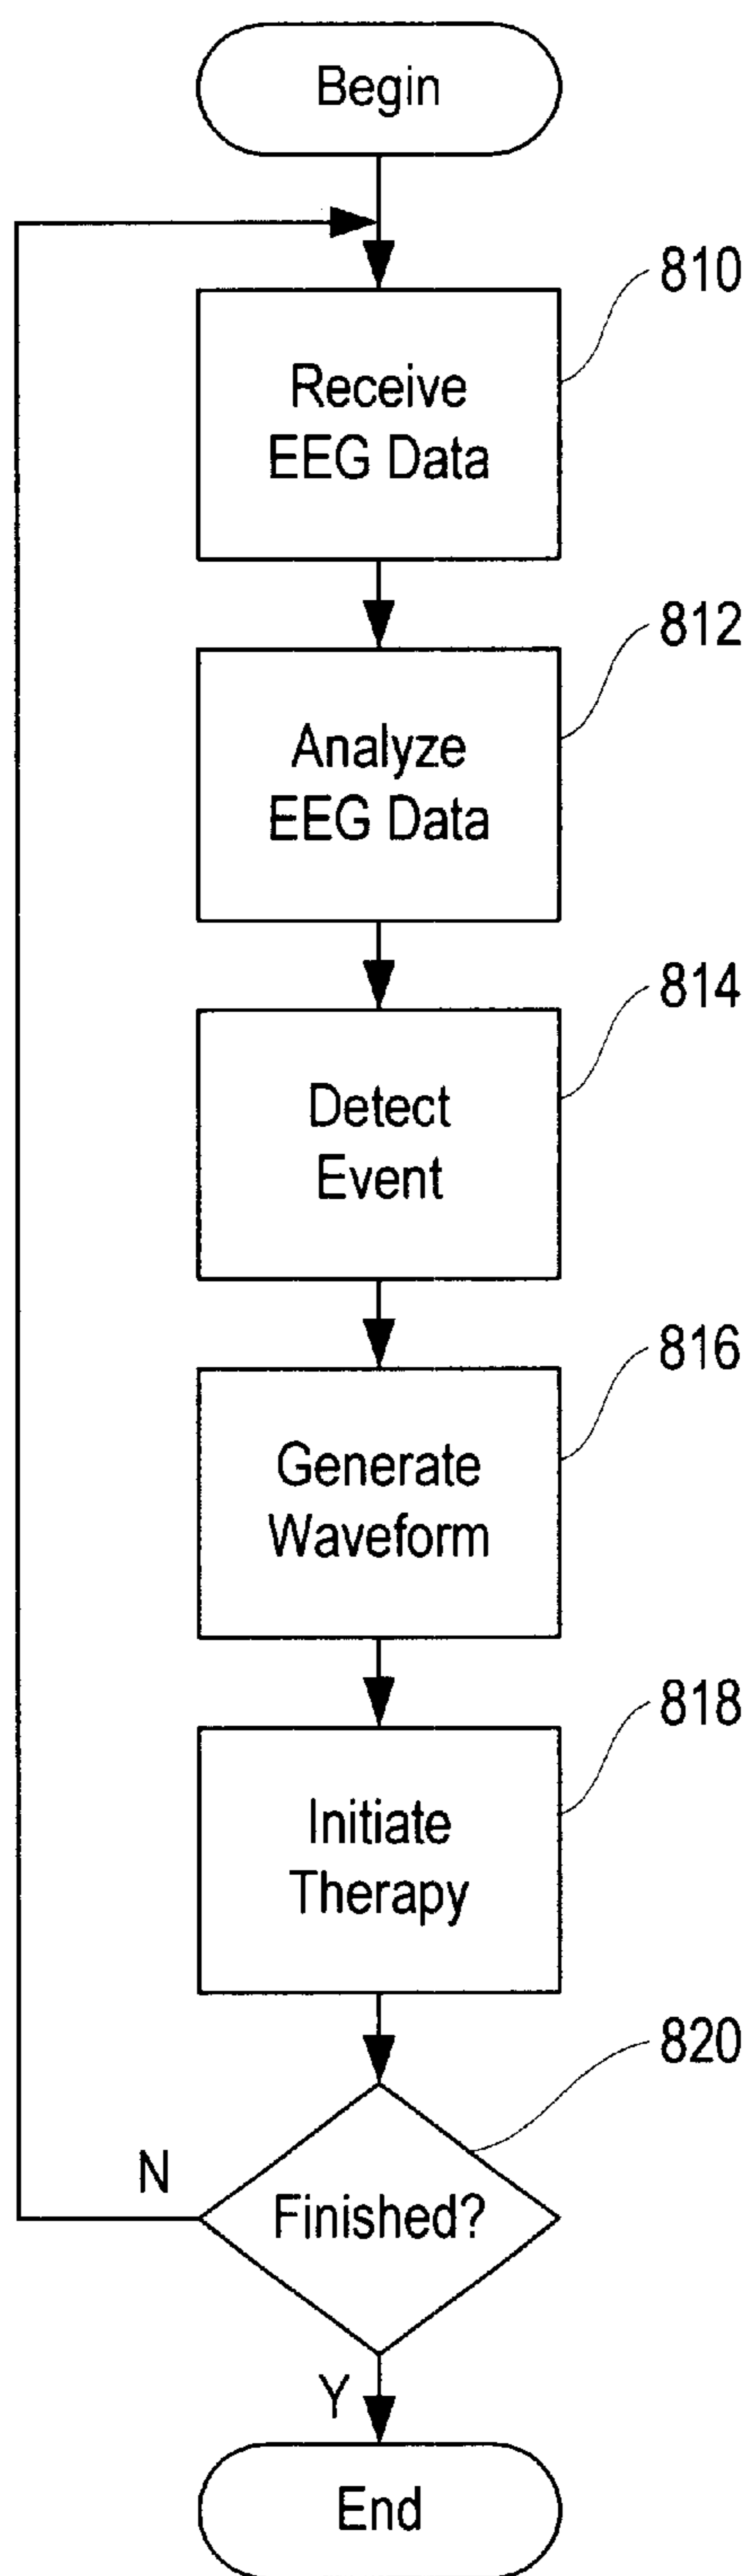 Begin
810
Receive
EEG Data
812
Analyze
EEG Data
814
Detect
Event
816
Generate
Waveform
818
Initiate
Therapy
820
N
Finished?
Y
End